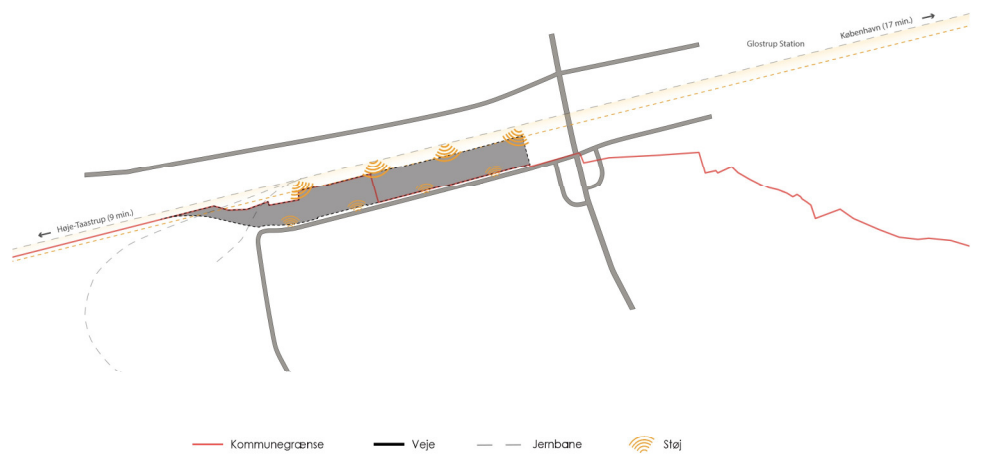 København (17 min.)
Glostrup Station
Høje-Taastrup (9 min.)
Kommunegrænse
Veje
Jernbane
Støj